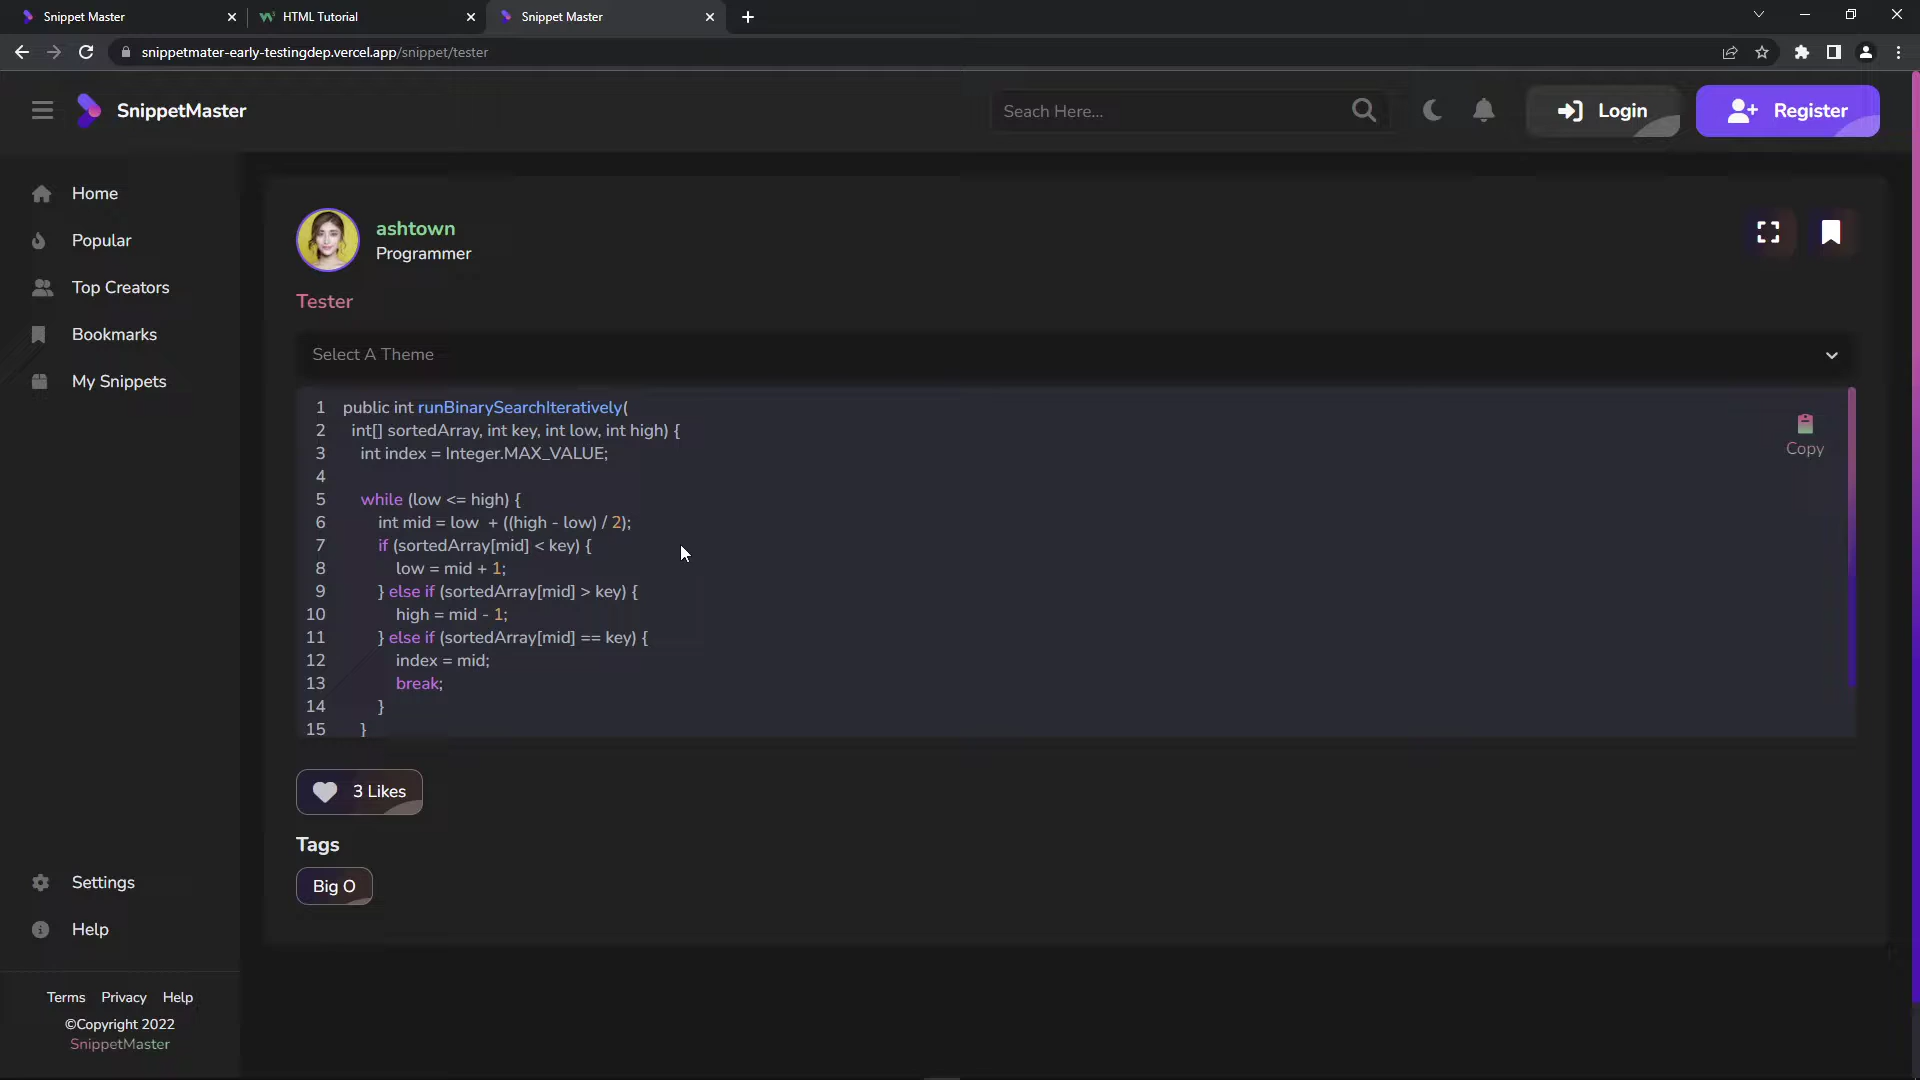 Snippet Master
HTML Tutorial
Snippet Master
snippetmater-early-testingdep.vercel.app/snippet/tester
SnippetMaster
Seach Here...
Login
Register
Home
Popular
Top Creators
Bookmarks
My Snippets
Settings
Help
Terms Privacy Help
©Copyright 2022
SnippetMaster
ashtown
Programmer
Tester
Select A Theme
Copy
1 public int runBinarySearchIteratively(
2 int[] sortedArray, int key, int low, int high) {
3 int index = Integer.MAX_VALUE;
4
5 while (low <= high) {
6 int mid = low  + ((high - low) / 2);
7 if (sortedArray[mid] < key) {
8 low = mid + 1;
9 } else if (sortedArray[mid] > key) {
10 high = mid - 1;
11 } else if (sortedArray[mid] == key) {
12 index = mid;
13 break;
14 }
15 }
3 Likes
Tags
Big O